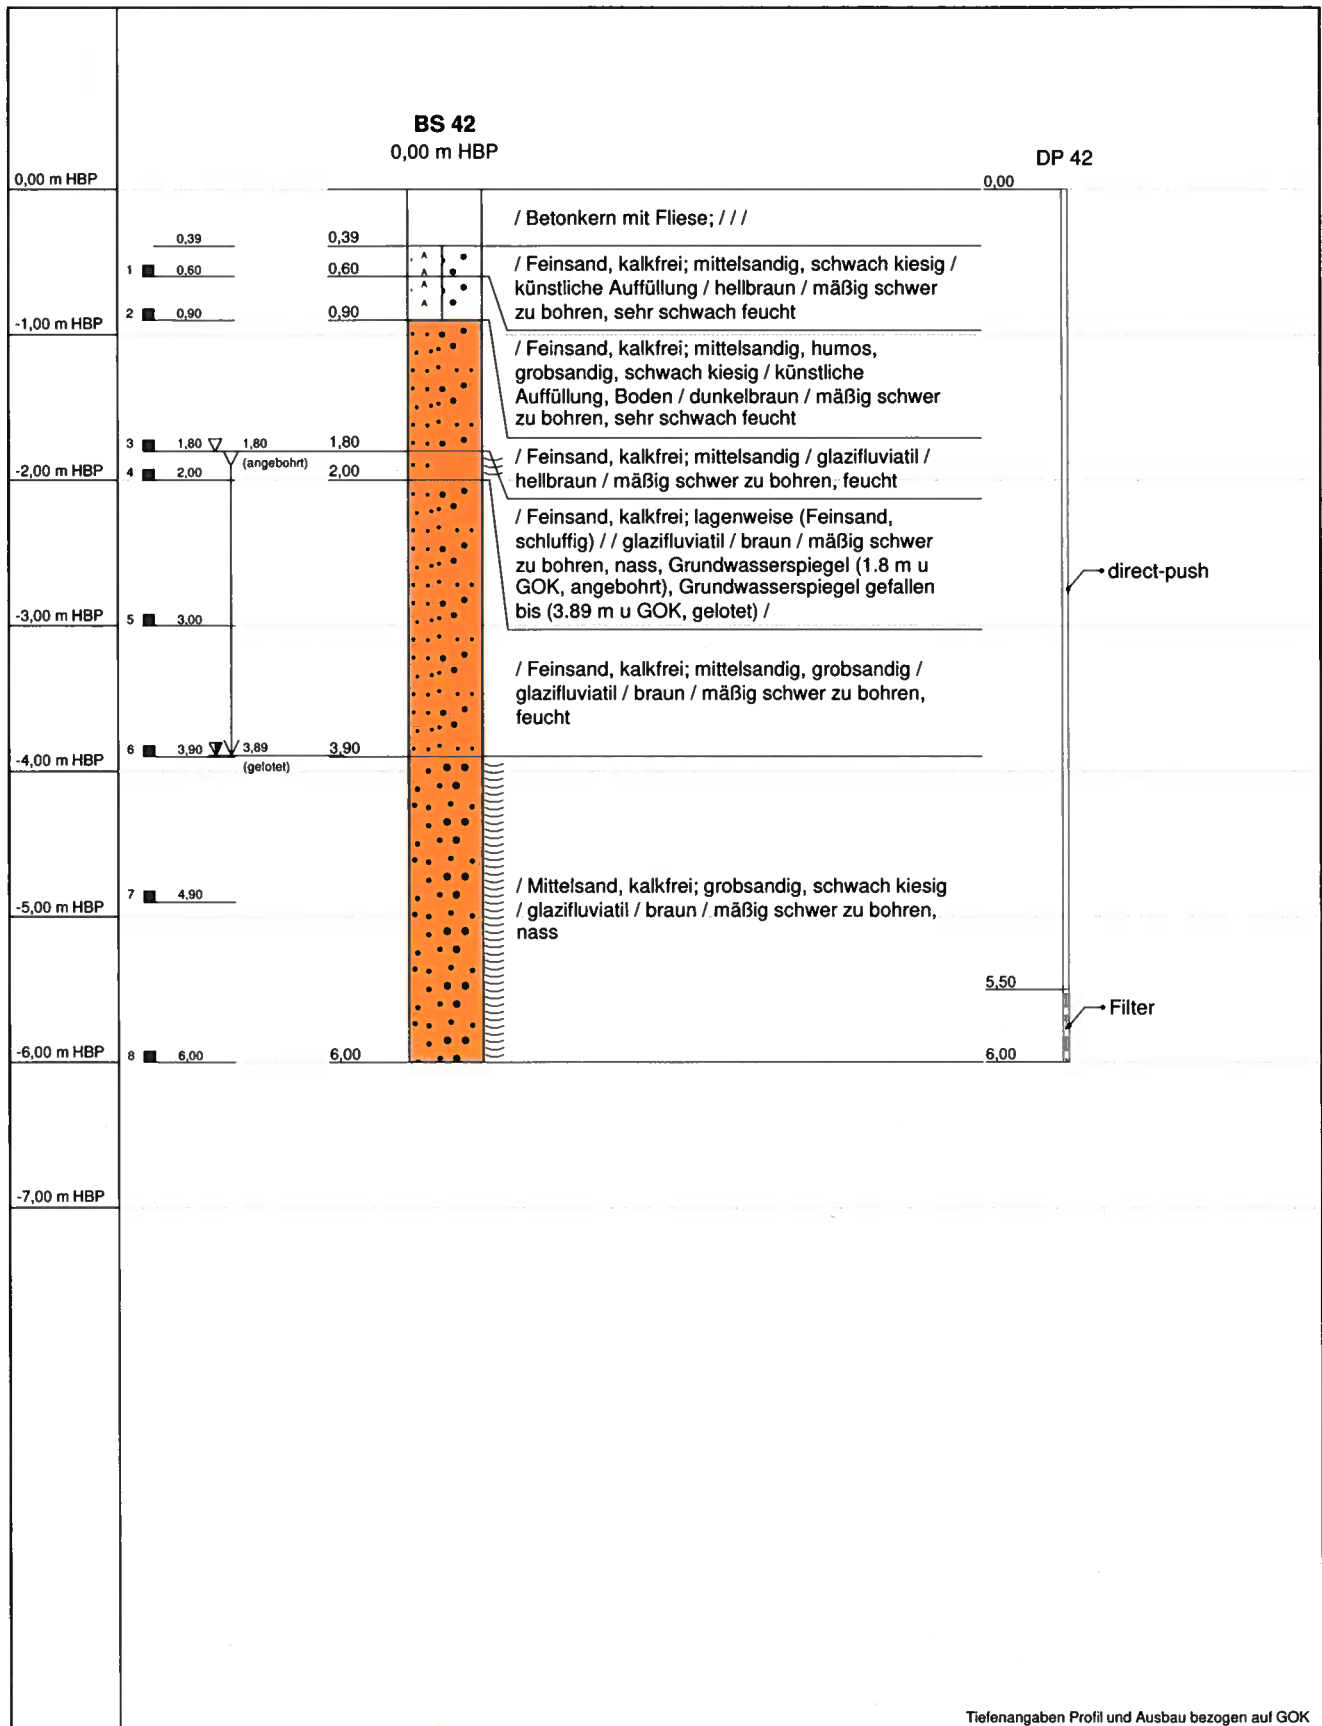 BS 42
0,00 m HBP
DP 42
0,00 m HBP
0,00
/ Betonkern mit Fliese; / / /
0,39
0,39
/ Feinsand, kalkfrei; mittelsandig, schwach kiesig /
künstliche Auffüllung / hellbraun / mäßig schwer
zu bohren, sehr schwach feucht
1 0,60
0,60
2 0,90
0,90
A
A
A
A
-1,00 m HBP
/ Feinsand, kalkfrei; mittelsandig, humos,
grobsandig, schwach kiesig / künstliche
Auffüllung, Boden / dunkelbraun / mäßig schwer
zu bohren, sehr schwach feucht
3 1,80
1,80
(angebohrt)
1,80
/ Feinsand, kalkfrei; mittelsandig / glazifluviatil /
hellbraun / mäßig schwer zu bohren, feucht
-2,00 m HBP
4 2,00
2,00
/ Feinsand, kalkfrei; lagenweise (Feinsand,
schluffig) / / glazifluviatil / braun / mäßig schwer
zu bohren, nass, Grundwasserspiegel (1.8 m u
GOK, angebohrt), Grundwasserspiegel gefallen
bis (3.89 m u GOK, gelotet) /
direct-push
-3,00 m HBP
5 3,00
/ Feinsand, kalkfrei; mittelsandig, grobsandig /
glazifluviatil / braun / mäßig schwer zu bohren,
feucht
6 3,90
3,89
(gelotet)
3,90
-4,00 m HBP
/ Mittelsand, kalkfrei; grobsandig, schwach kiesig
/ glazifluviatil / braun / mäßig schwer zu bohren,
nass
7 4,90
-5,00 m HBP
5,50
Filter
-6,00 m HBP
8 6,00
6,00
6,00
-7,00 m HBP
Tiefenangaben Profil und Ausbau bezogen auf GOK